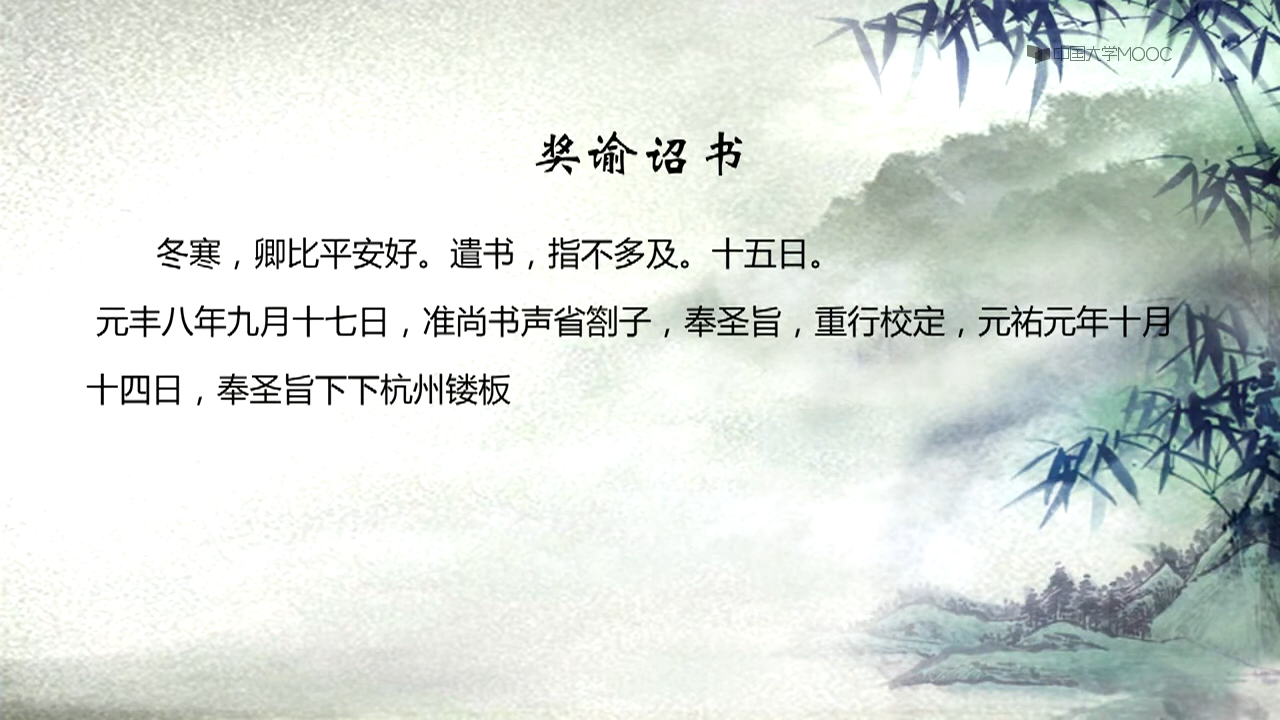 中国大学MOOC
奖谕诏书
冬寒，卿比平安好。遣书，指不多及。十五日。
元丰八年九月十七日，准尚书声省劄子，奉圣旨，重行校定，元祐元年十月
十四日，奉圣旨下下杭州镂板